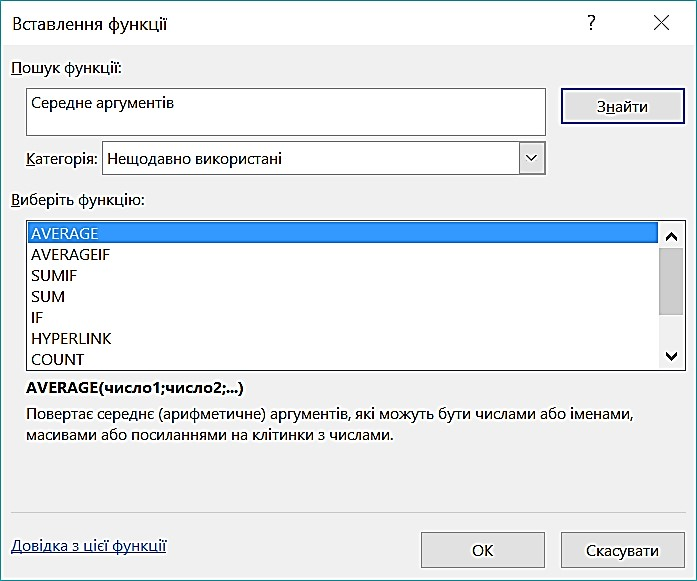 Вставлення функції
?
Пошук функції:
Середне аргументів
Знайти
Категорія: Нещодавно використані
Виберіть функцію:
AVERAGE
AVERAGEIF
SUMIF
SUM
IF
HYPERLINK
COUNT
AVERAGE(число1;число2;...)
Повертає середнє (арифметичне) аргументів, які можуть бути числами або іменами,
масивами або посиланнями на клітинки з числами.
Довідка з цієї функції
ОК
Скасувати